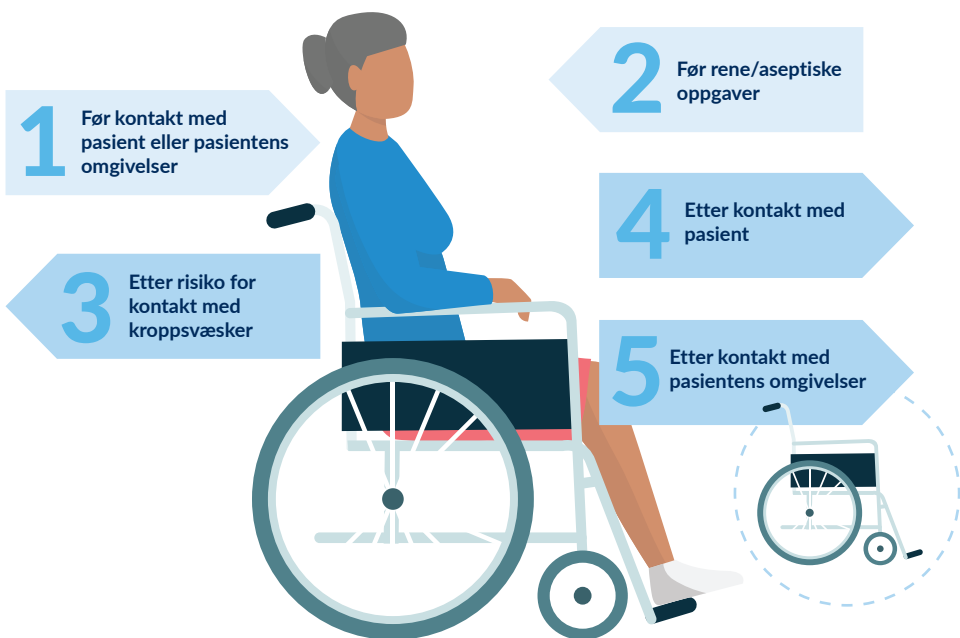 1
Før kontakt med
pasient eller pasientens
omgivelser
2
Før rene/aseptiske
oppgaver
3
Etter risiko for
kontakt med
kroppsvæsker
4
Etter kontakt med
pasient
5
Etter kontakt med
pasientens omgivelser